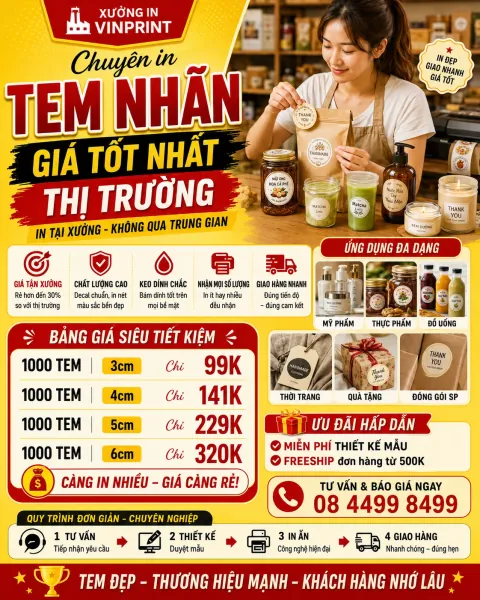 XƯỞNG IN
VINPRINT
Chuyên in
TEM NHÃN
GIÁ TỐT NHẤT
THỊ TRƯỜNG
IN TẠI XƯỞNG - KHÔNG QUA TRUNG GIAN
IN ĐẸP
GIAO NHANH
GIÁ TỐT
THANK
YOU
HANDMADE
Matcha
Matcha
THANK
YOU
GIÁ TẬN XƯỞNG
Rẻ hơn đến 30%
so với thị trường
CHẤT LƯỢNG CAO
Decal chuẩn, in nét
màu sắc bền đẹp
KEO DÍNH CHẮC
Bám dính tốt trên
mọi bề mặt
NHẬN MỌI SỐ LƯỢNG
In ít hay nhiều
đều nhận
GIAO HÀNG NHANH
Đúng tiến độ
– đúng cam kết
ỨNG DỤNG ĐA DẠNG
MỸ PHẨM
THỰC PHẨM
ĐỒ UỐNG
THANK
YOU
THỜI TRANG
QUÀ TẶNG
ĐÓNG GÓI SP
BẢNG GIÁ SIÊU TIẾT KIỆM
1000 TEM 3cm Chỉ 99K
1000 TEM 4cm Chỉ 141K
1000 TEM 5cm Chỉ 229K
1000 TEM 6cm Chỉ 320K
$ CÀNG IN NHIỀU – GIÁ CÀNG RẺ!
ƯU ĐÃI HẤP DẪN
MIỄN PHÍ THIẾT KẾ MẪU
FREESHIP đơn hàng từ 500K
TƯ VẤN & BÁO GIÁ NGAY
08 4499 8499
QUY TRÌNH ĐƠN GIẢN - CHUYÊN NGHIỆP
1 TƯ VẤN
Tiếp nhận yêu cầu
2 THIẾT KẾ
Duyệt mẫu
3 IN ẤN
Công nghệ hiện đại
4 GIAO HÀNG
Nhanh chóng – đúng hẹn
TEM ĐẸP – THƯƠNG HIỆU MẠNH – KHÁCH HÀNG NHỚ LÂU